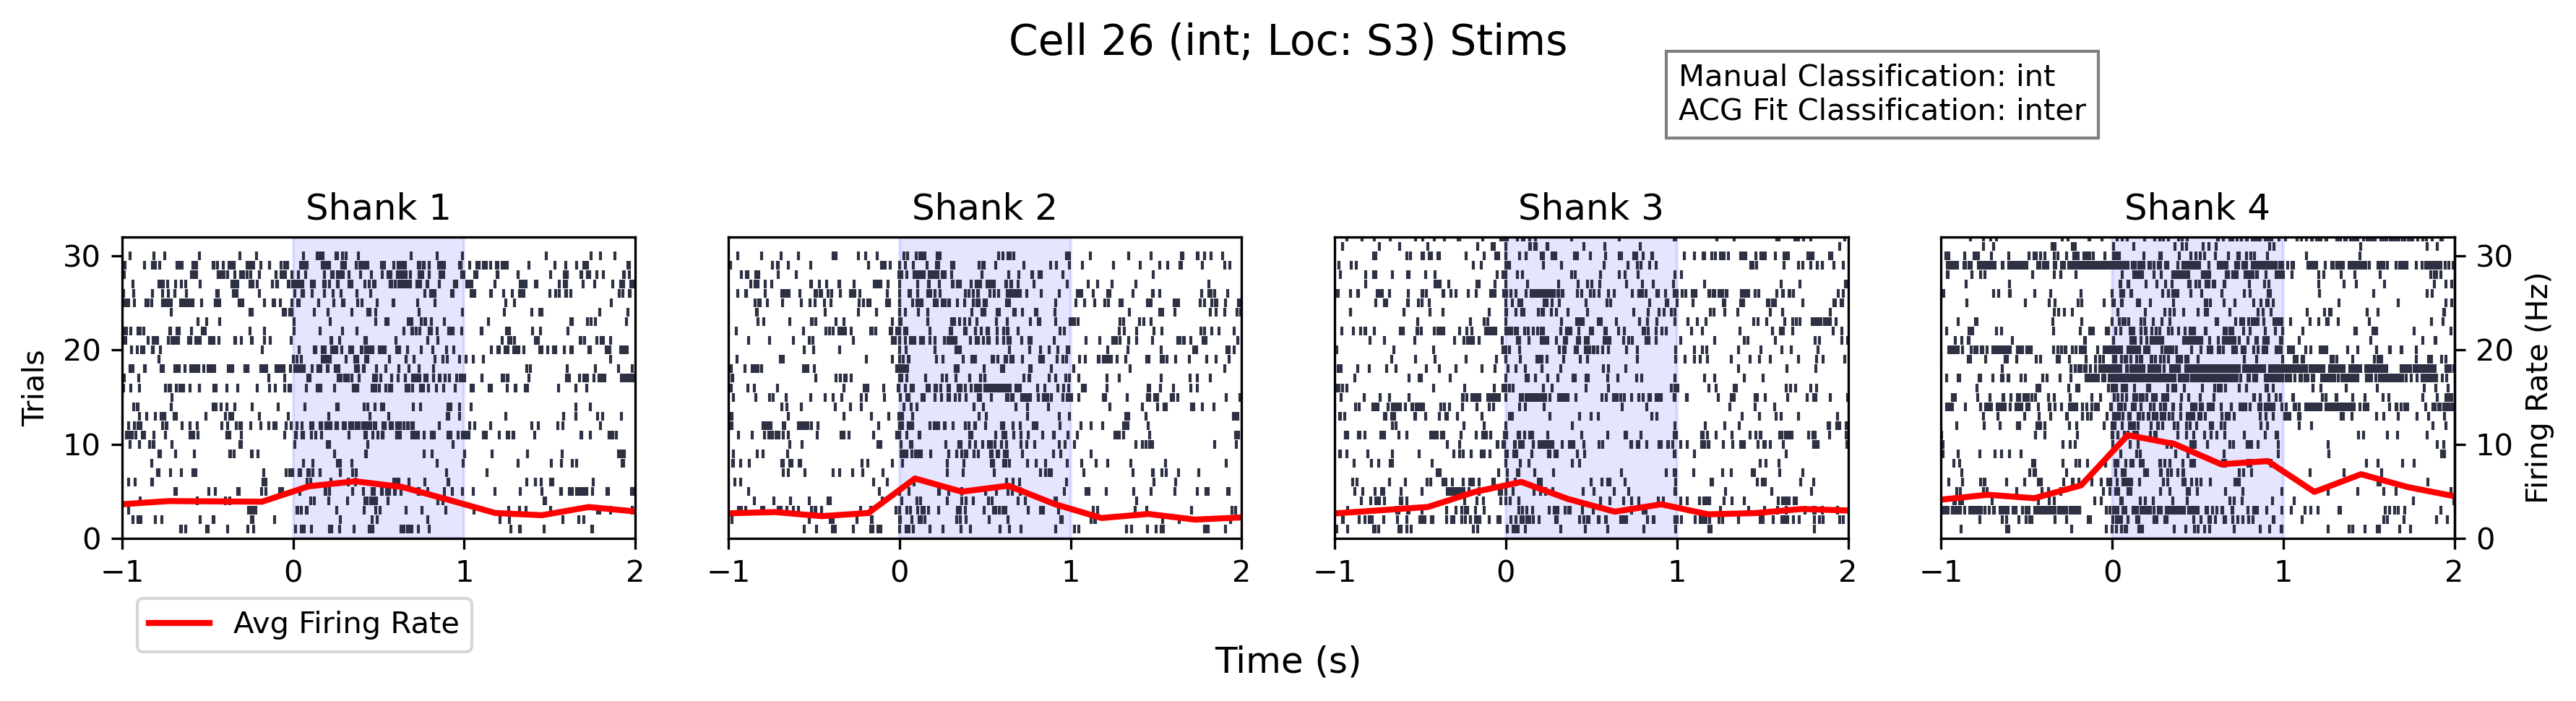 Cell 26 (int; Loc: S3) Stims
Manual Classification: int
ACG Fit Classification: inter
Shank 1
Shank 2
Shank 3
Shank 4
Trials
30
20
10
0
−1
0
1
2
−1
0
1
2
−1
0
1
2
−1
0
1
2
30
20
10
0
Firing Rate (Hz)
Avg Firing Rate
Time (s)